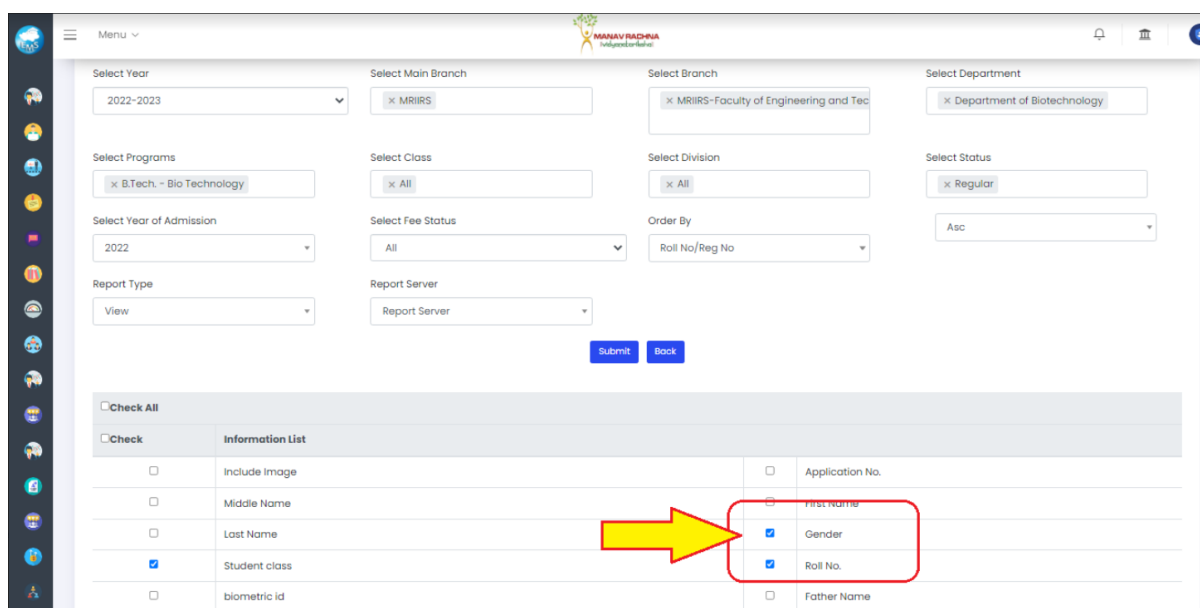 EMS
Menu
MANAV RACHNA
vidyaantariksha
Select Year
Select Main Branch
Select Branch
Select Department
2022-2023
× MRIIRS
× MRIIRS-Faculty of Engineering and Tec
× Department of Biotechnology
Select Programs
Select Class
Select Division
Select Status
× B.Tech. - Bio Technology
× All
× All
× Regular
Select Year of Admission
Select Fee Status
Order By
2022
All
Roll No/Reg No
Asc
Report Type
Report Server
View
Report Server
Submit
Back
Check All
Check
Information List
Include Image
Application No.
Middle Name
First Name
Last Name
Gender
Student class
Roll No.
biometric id
Father Name